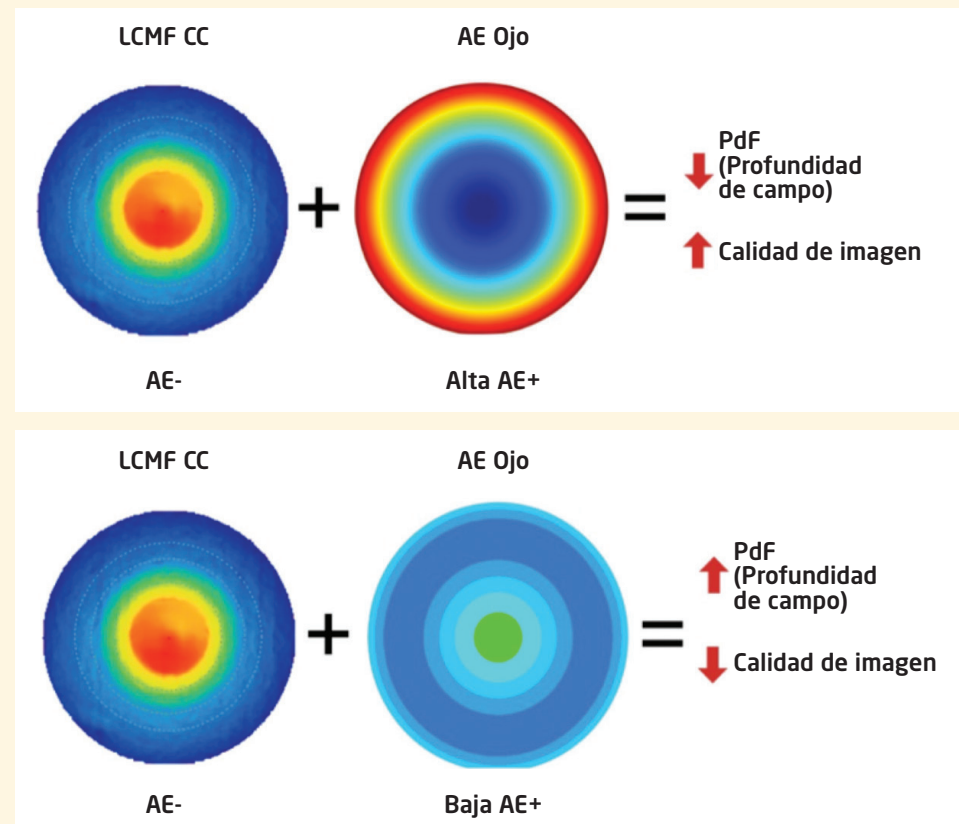 LCMF CC
AE Ojo
+
=
PdF
(Profundidad
de campo)
Calidad de imagen
AE-
Alta AE+
LCMF CC
AE Ojo
+
=
PdF
(Profundidad
de campo)
Calidad de imagen
AE-
Baja AE+